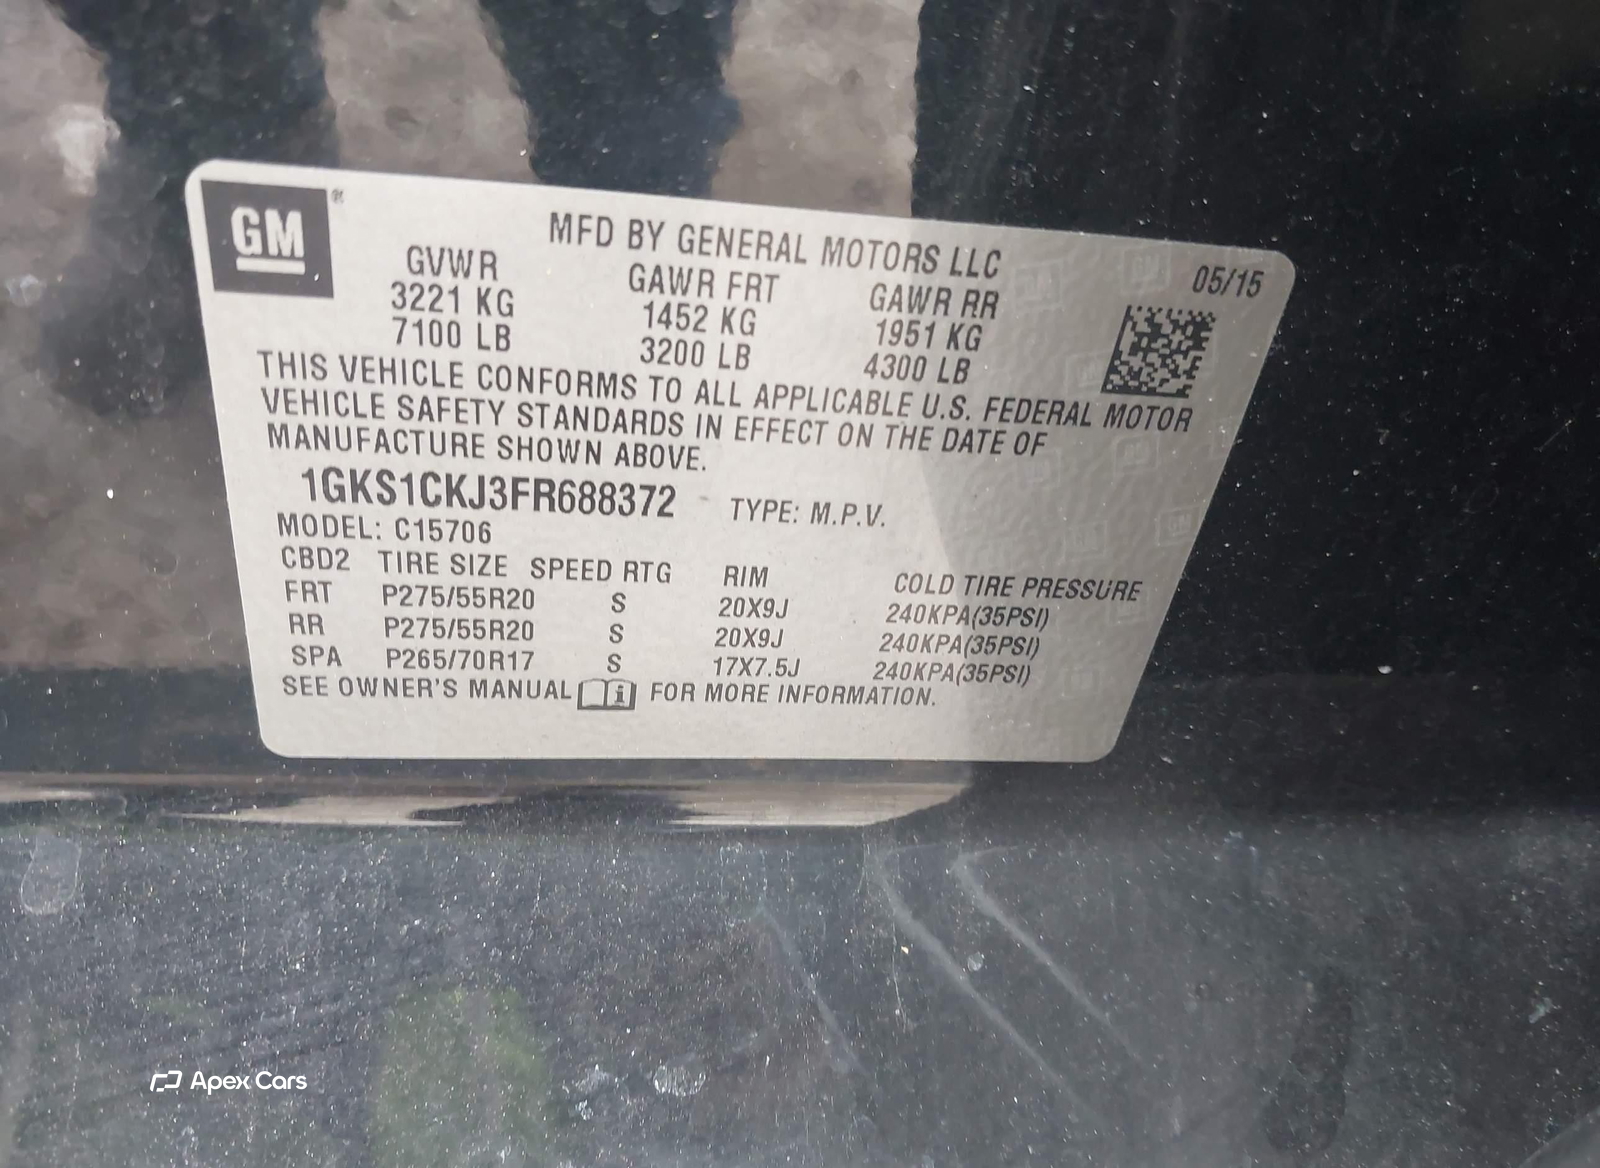 GM ®
MFD BY GENERAL MOTORS LLC
05/15
GVWR GAWR FRT GAWR RR
3221 KG 1452 KG 1951 KG
7100 LB 3200 LB 4300 LB
THIS VEHICLE CONFORMS TO ALL APPLICABLE U.S. FEDERAL MOTOR
VEHICLE SAFETY STANDARDS IN EFFECT ON THE DATE OF
MANUFACTURE SHOWN ABOVE.
1GKS1CKJ3FR688372 TYPE: M.P.V.
MODEL: C15706
CBD2 TIRE SIZE SPEED RTG RIM COLD TIRE PRESSURE
FRT P275/55R20 S 20X9J 240KPA(35PSI)
RR P275/55R20 S 20X9J 240KPA(35PSI)
SPA P265/70R17 S 17X7.5J 240KPA(35PSI)
SEE OWNER'S MANUAL i FOR MORE INFORMATION.
Apex Cars